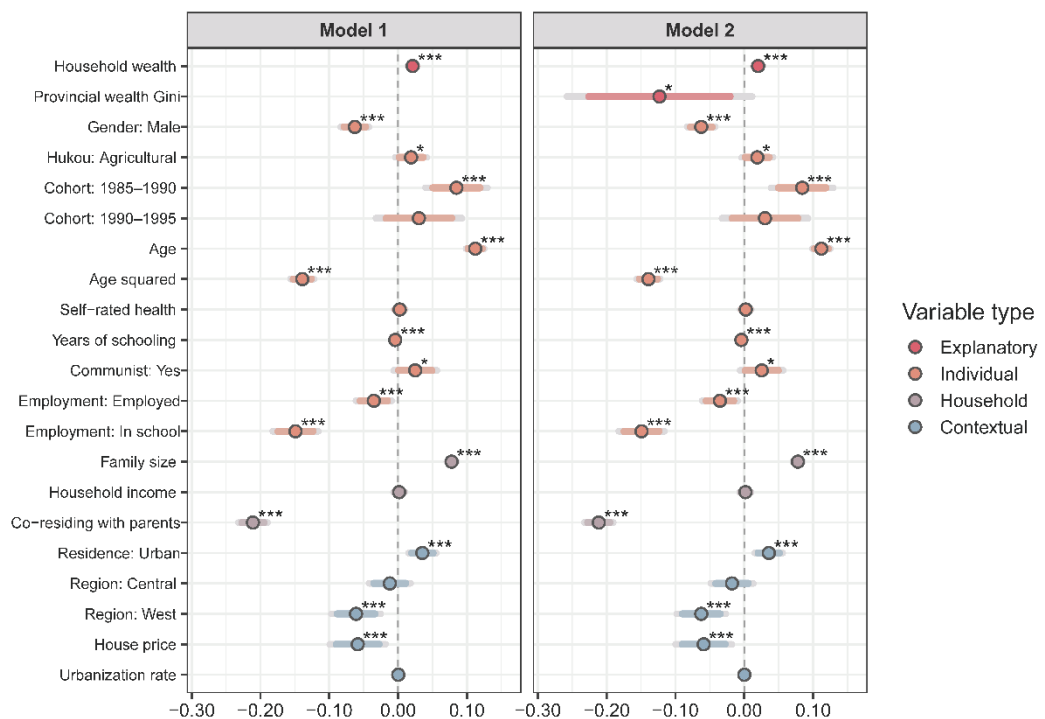 Model 1
Model 2
Household wealth
***
***
Provincial wealth Gini
*
Gender: Male
***
***
Hukou: Agricultural
*
*
Cohort: 1985–1990
***
***
Cohort: 1990–1995
Age
***
***
Age squared
***
***
Self−rated health
Years of schooling
***
***
Communist: Yes
*
*
Employment: Employed
***
***
Employment: In school
***
***
Family size
***
***
Household income
Co−residing with parents
***
***
Residence: Urban
***
***
Region: Central
Region: West
***
***
House price
***
***
Urbanization rate
−0.30 −0.20 −0.10 0.00 0.10
−0.30 −0.20 −0.10 0.00 0.10
Variable type
Explanatory
Individual
Household
Contextual